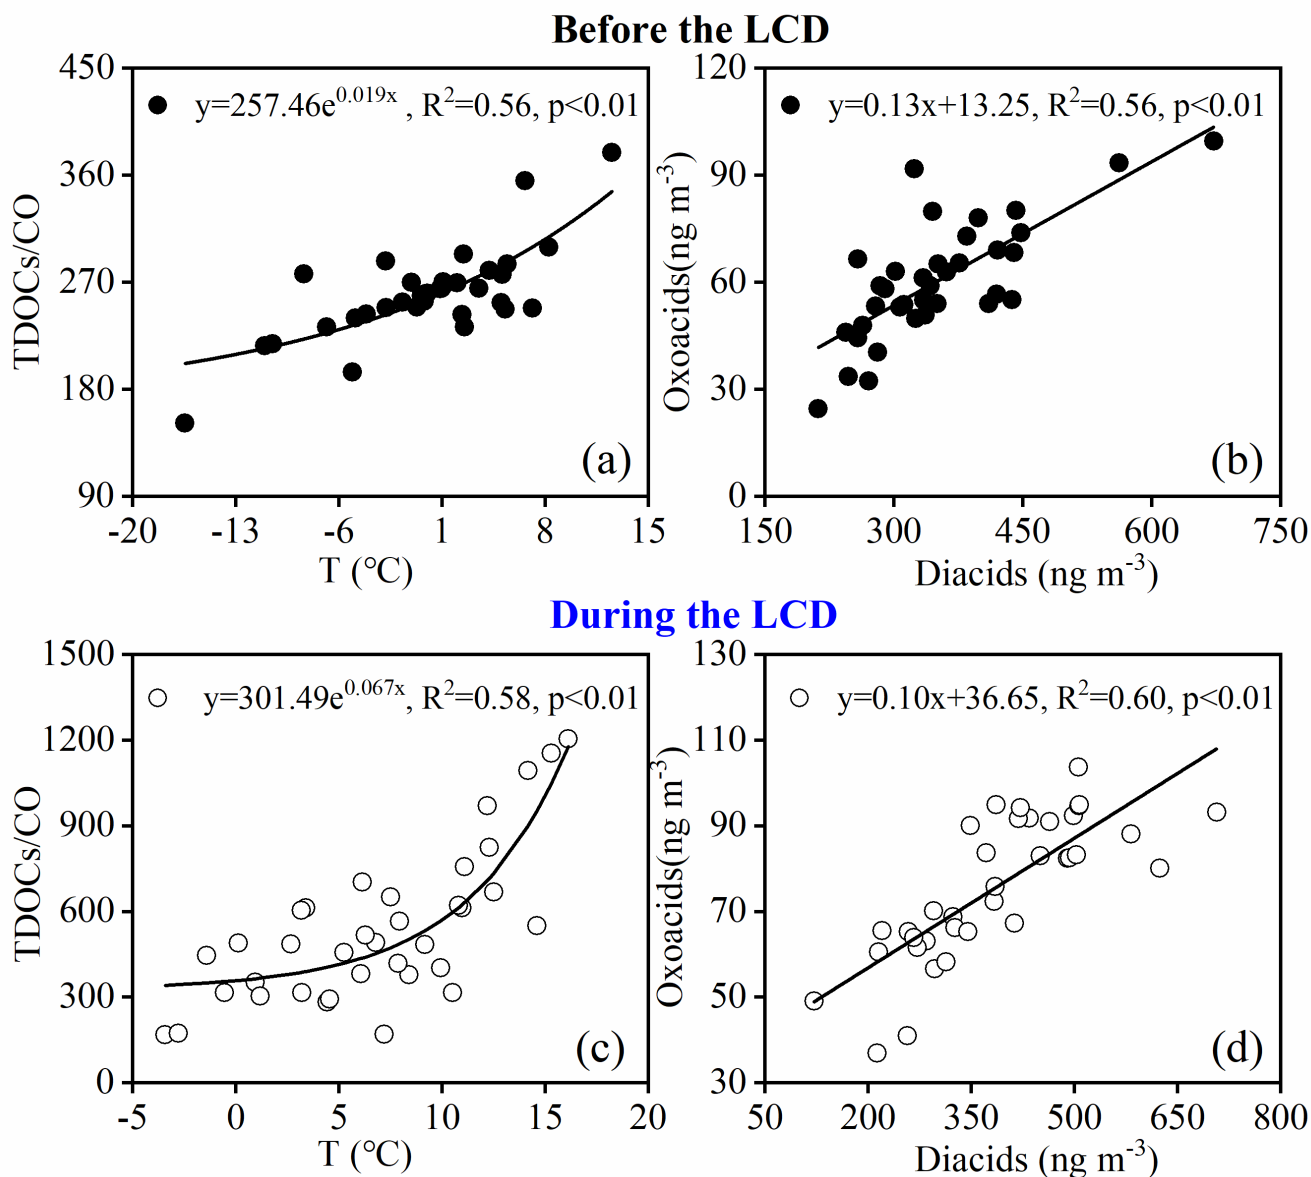 Before the LCD
450
360
270
180
90
TDOCs/CO
y=257.46e^0.019x , R²=0.56, p<0.01
(a)
-20 -13 -6 1 8 15
T (℃)
120
90
60
30
0
Oxoacids(ng m⁻³)
y=0.13x+13.25, R²=0.56, p<0.01
(b)
150 300 450 600 750
Diacids (ng m⁻³)
During the LCD
1500
1200
900
600
300
0
TDOCs/CO
y=301.49e^0.067x , R²=0.58, p<0.01
(c)
-5 0 5 10 15 20
T (℃)
130
110
90
70
50
30
Oxoacids(ng m⁻³)
y=0.10x+36.65, R²=0.60, p<0.01
(d)
50 200 350 500 650 800
Diacids (ng m⁻³)